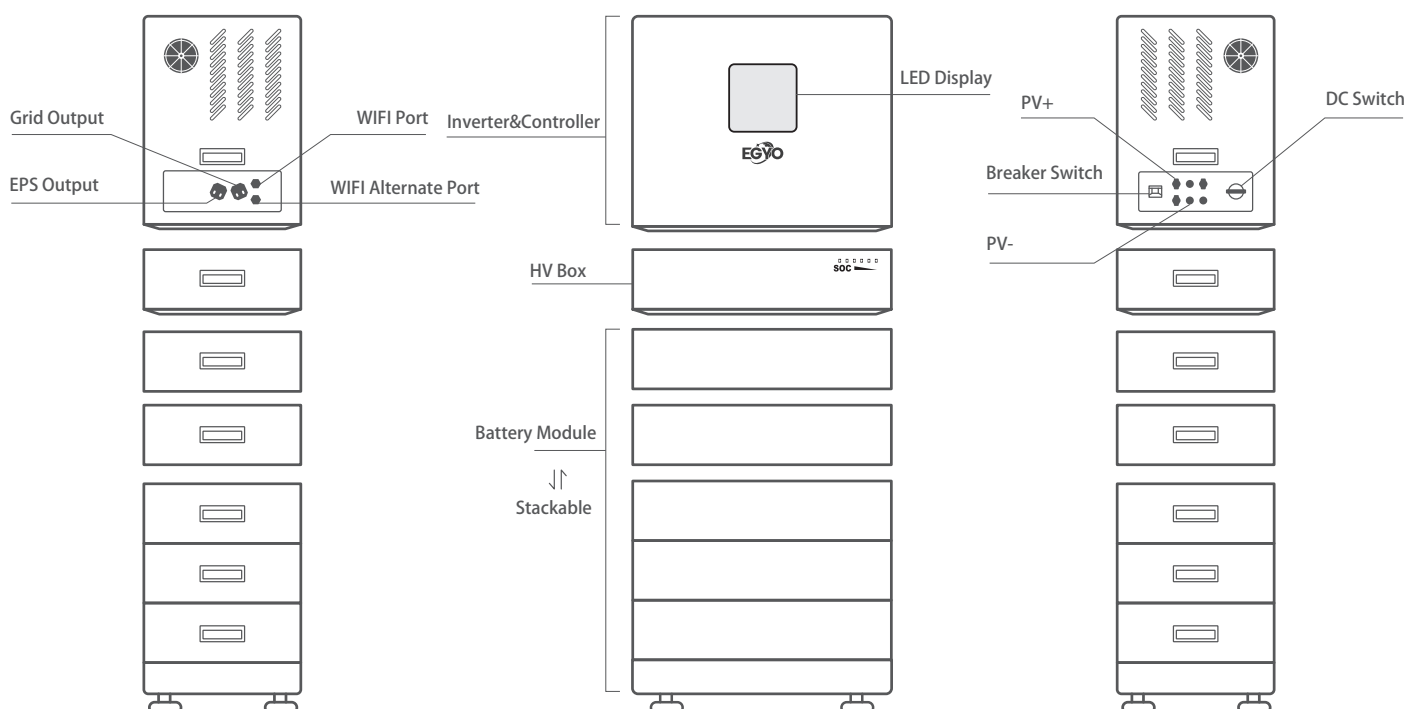 Grid Output
EPS Output
WIFI Port
WIFI Alternate Port
Inverter&Controller
LED Display
EGYO
HV Box
SOC
Battery Module
Stackable
PV+
DC Switch
Breaker Switch
PV-